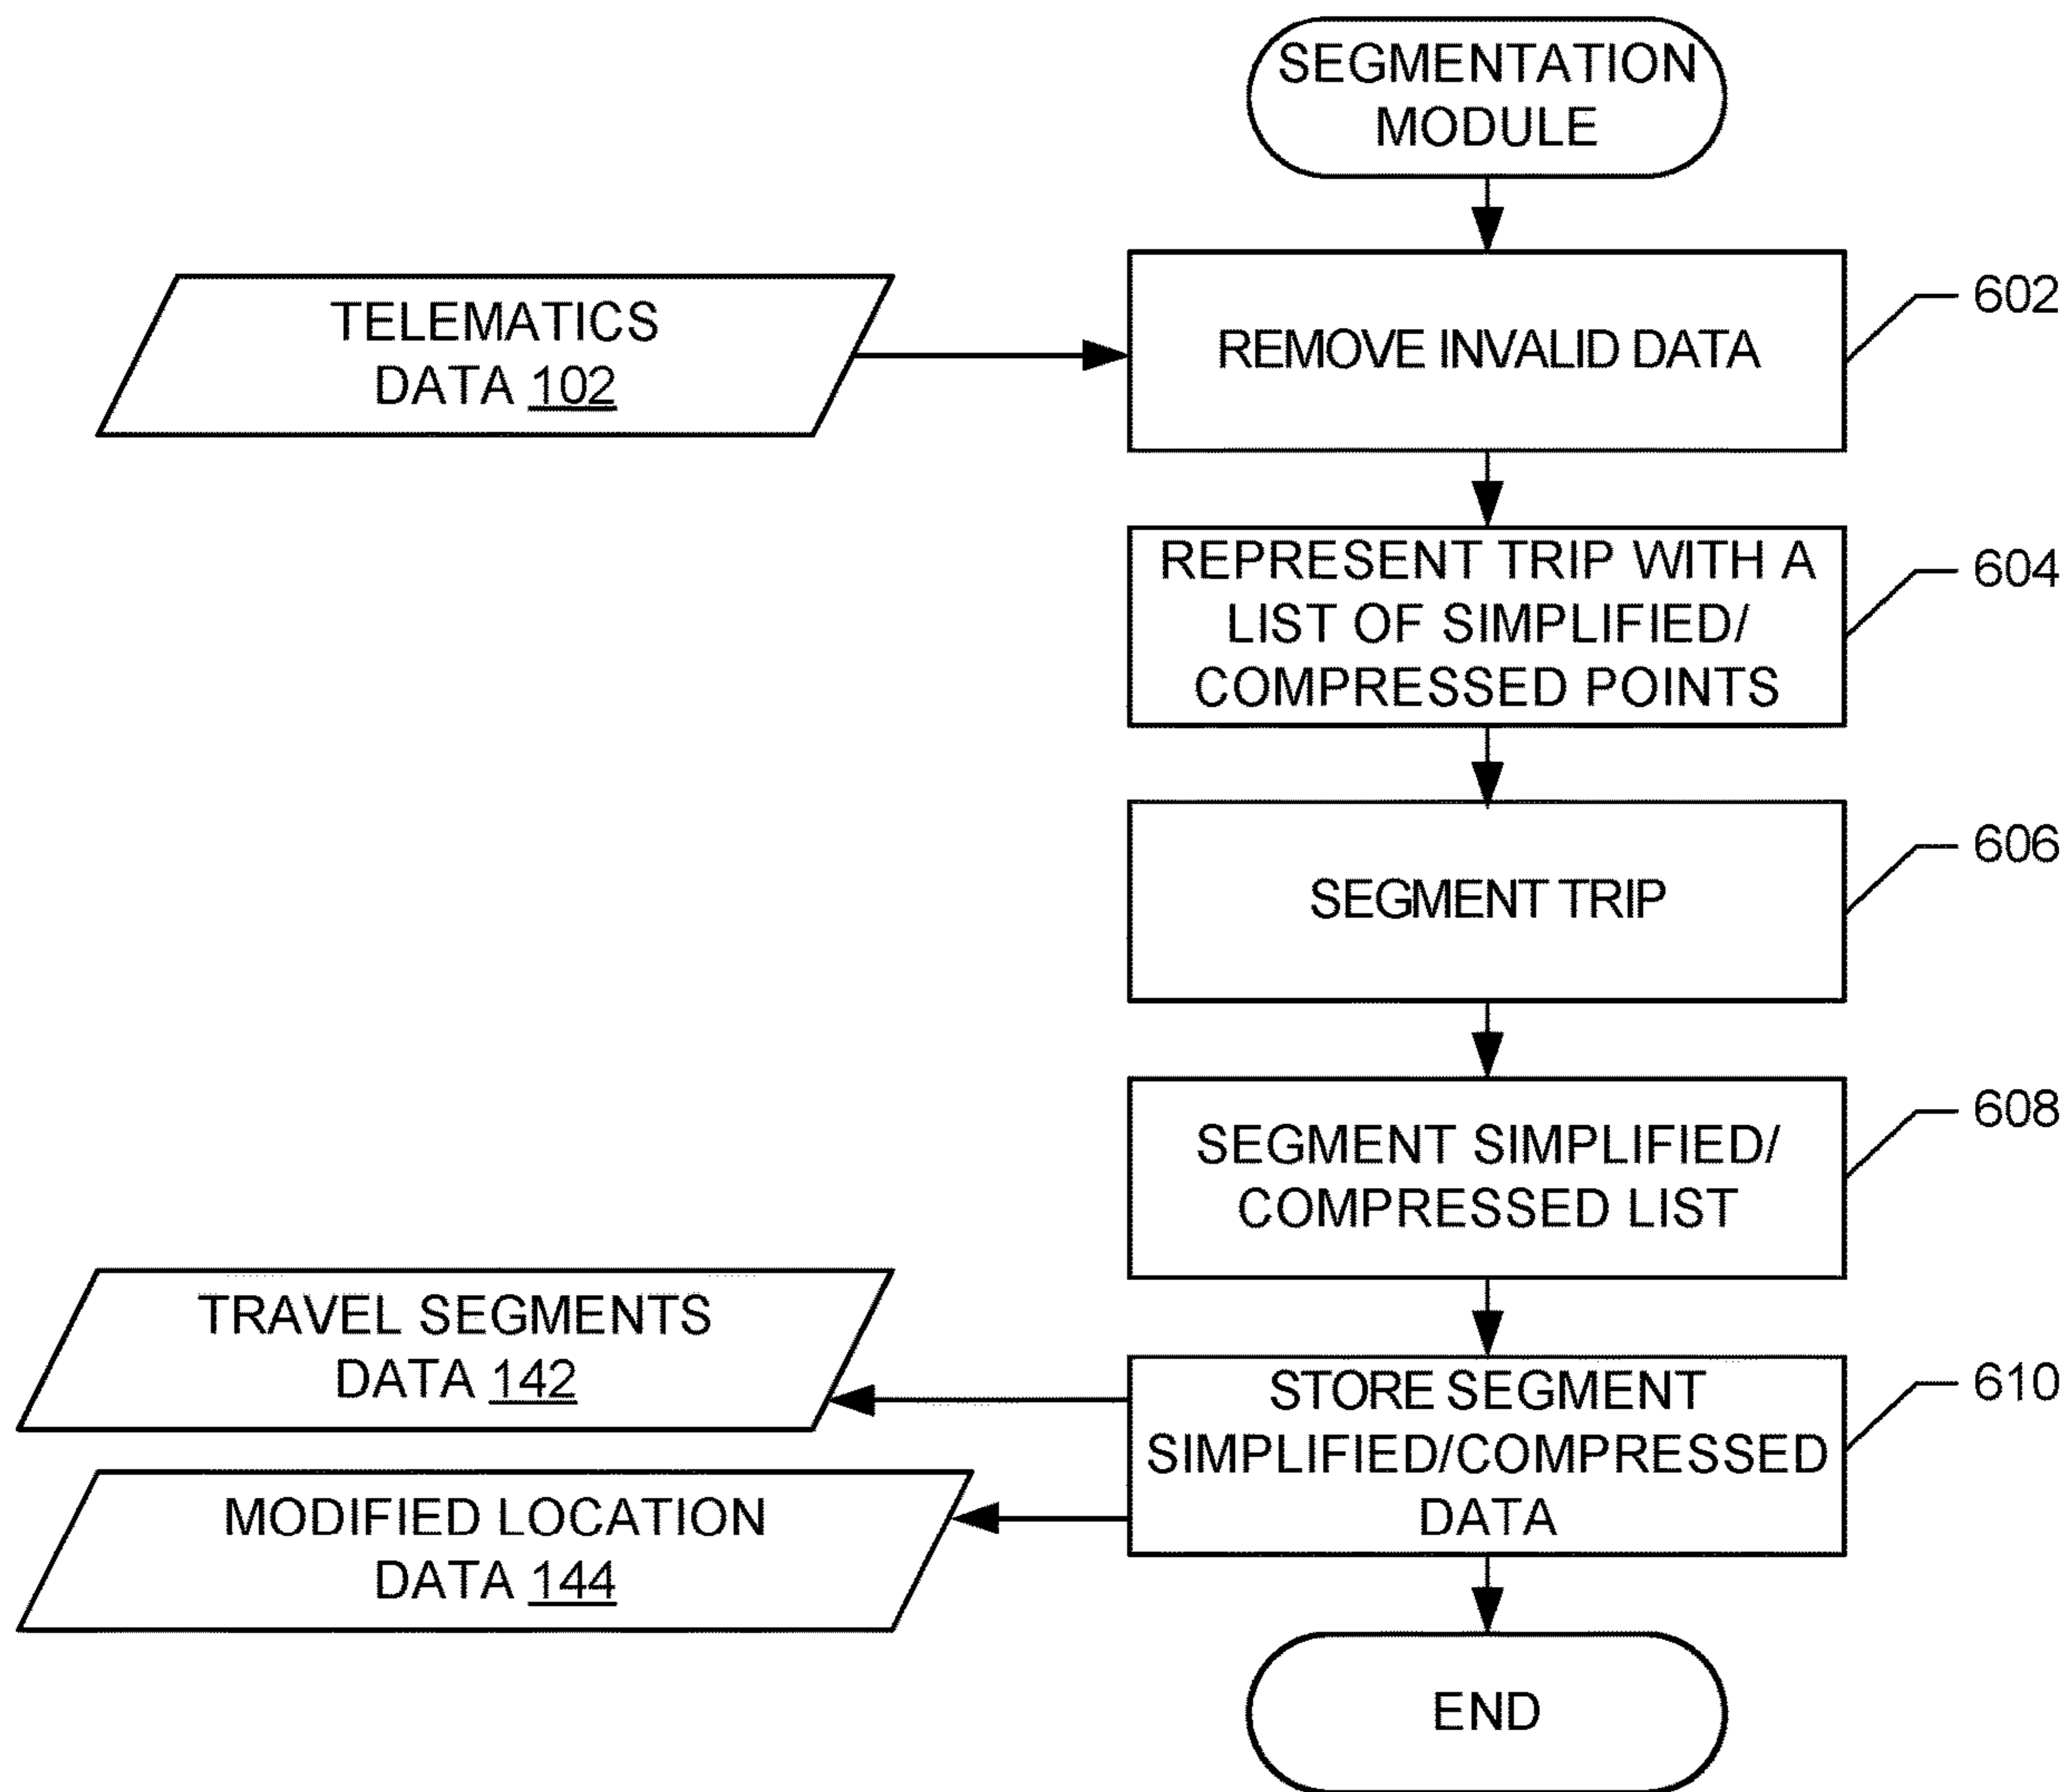 SEGMENTATION
MODULE
TELEMATICS
DATA 102
REMOVE INVALID DATA
602
REPRESENT TRIP WITH A
LIST OF SIMPLIFIED/
COMPRESSED POINTS
604
SEGMENT TRIP
606
SEGMENT SIMPLIFIED/
COMPRESSED LIST
608
TRAVEL SEGMENTS
DATA 142
STORE SEGMENT
SIMPLIFIED/COMPRESSED
DATA
610
MODIFIED LOCATION
DATA 144
END